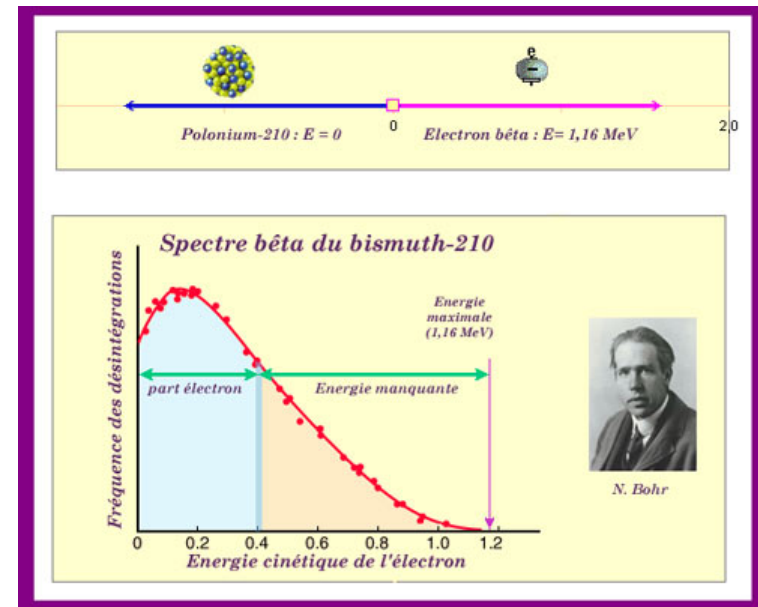 e
0
2,0
Polonium-210 : E = 0
Electron bêta : E= 1,16 MeV
Spectre bêta du bismuth-210
Fréquence des désintégrations
Energie
maximale
(1,16 MeV)
part électron
Energie manquante
N. Bohr
0 0.2 0.4 0.6 0.8 1.0 1.2
Energie cinétique de l'électron